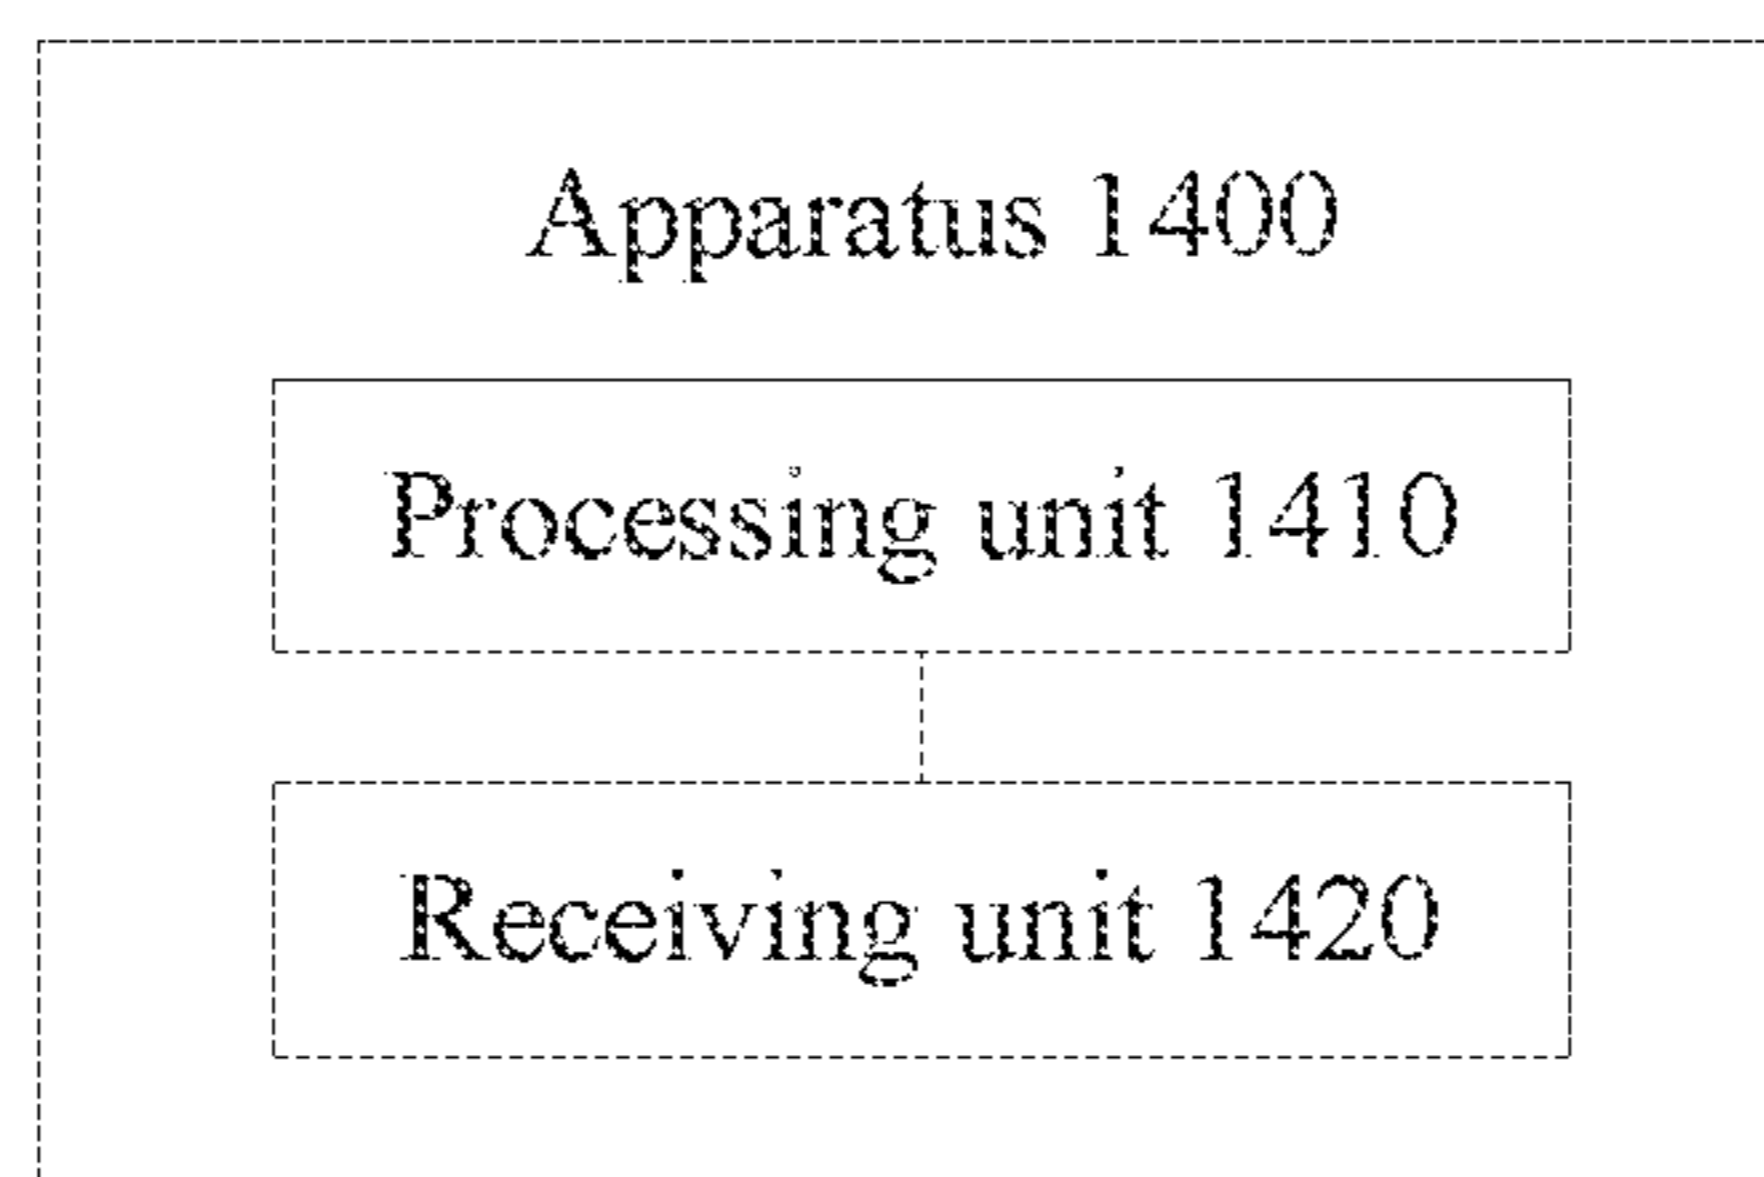 Apparatus 1400
Processing unit 1410
Receiving unit 1420